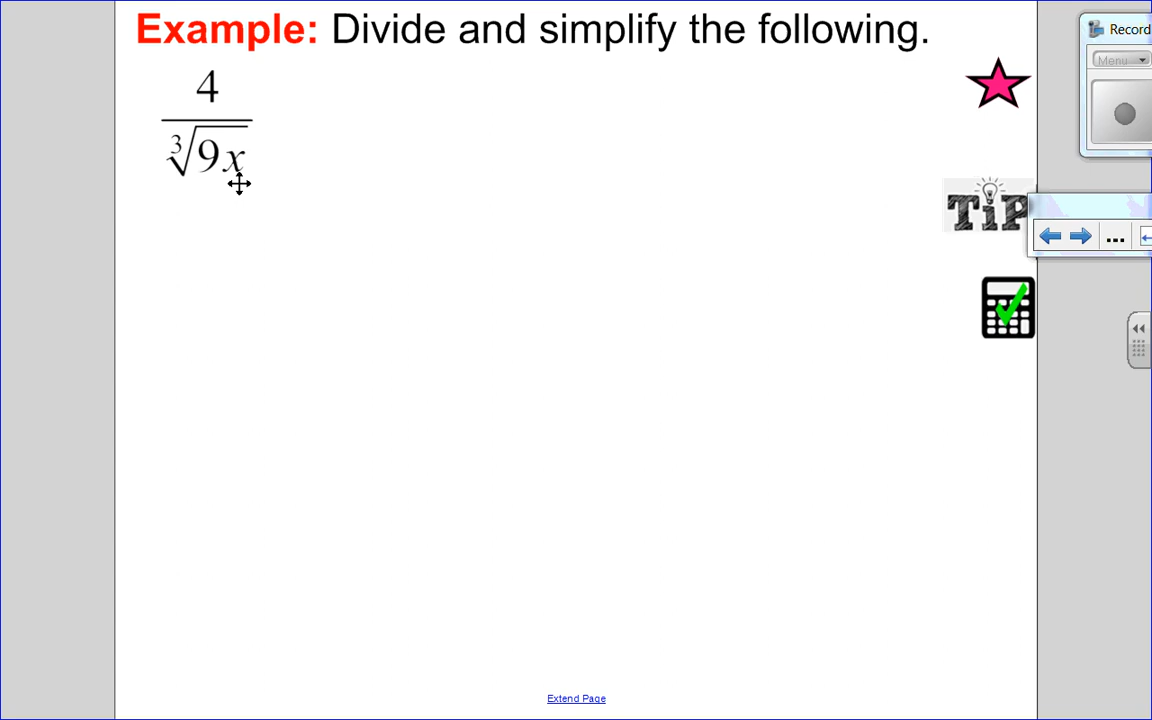 Example: Divide and simplify the following.
4
∛9x
Record
Menu
TiP
...
Extend Page